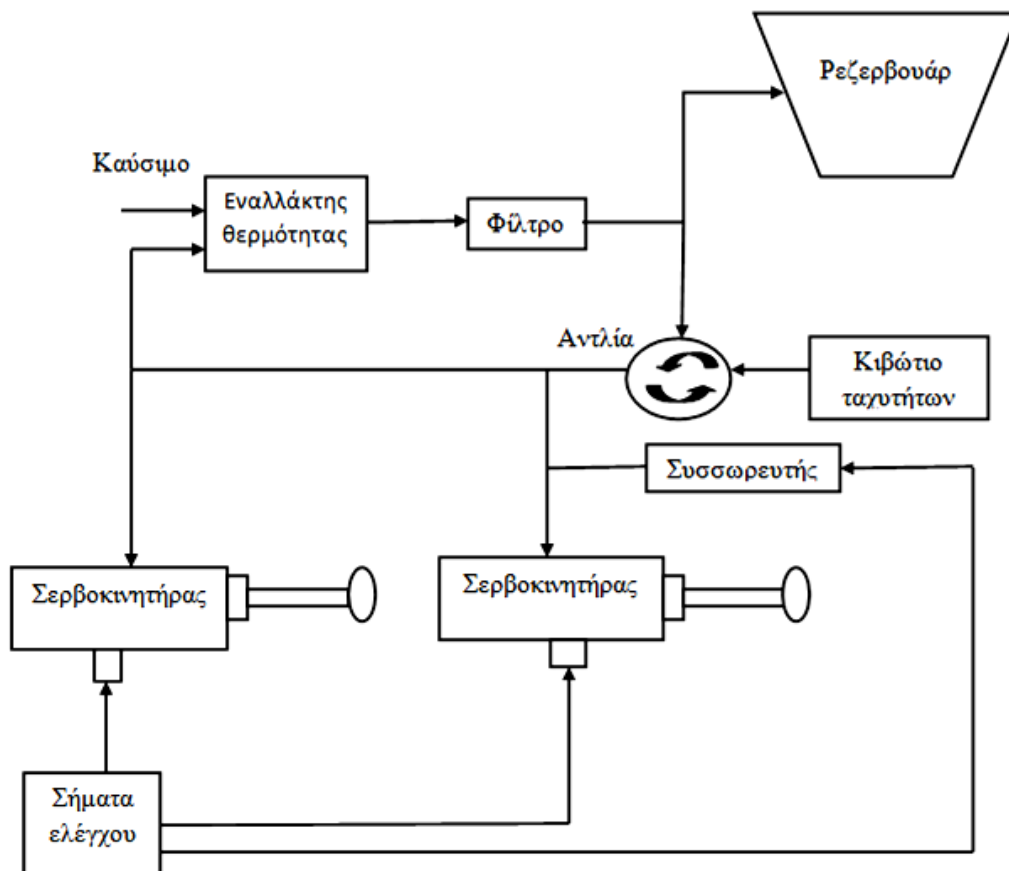 Ρεζερβουάρ
Καύσιμο
Εναλλάκτης
θερμότητας
Φίλτρο
Αντλία
Κιβώτιο
ταχυτήτων
Συσσωρευτής
Σερβοκινητήρας
Σερβοκινητήρας
Σήματα
ελέγχου